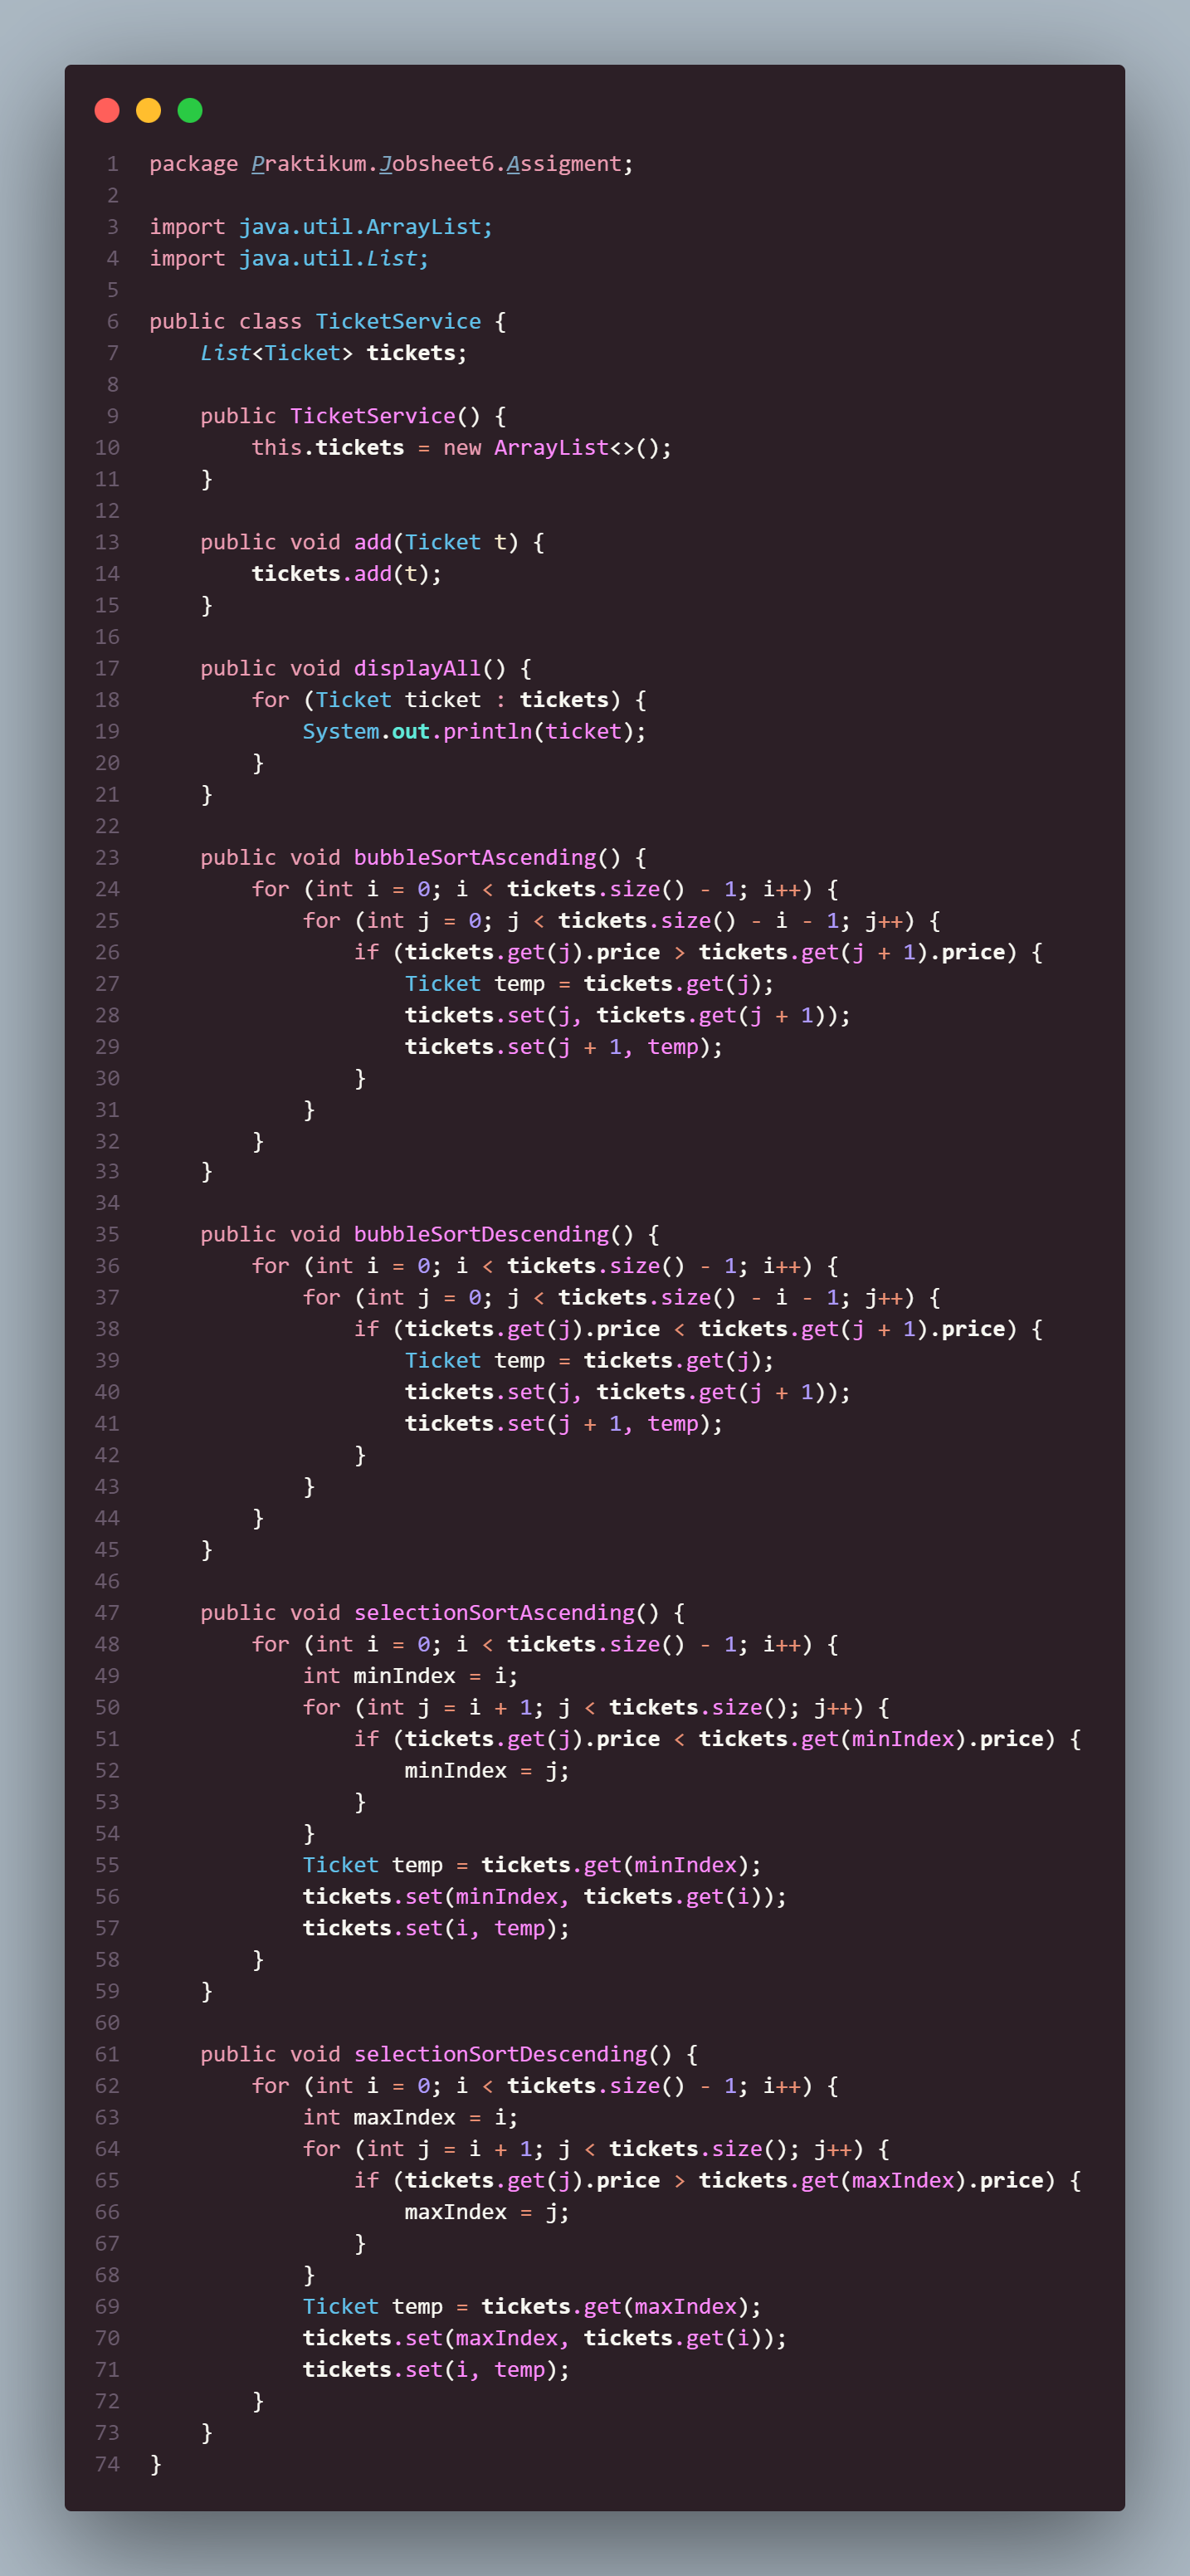 1 package Praktikum.Jobsheet6.Assigment;
2
3 import java.util.ArrayList;
4 import java.util.List;
5
6 public class TicketService {
7     List<Ticket> tickets;
8
9     public TicketService() {
10         this.tickets = new ArrayList<>();
11     }
12
13     public void add(Ticket t) {
14         tickets.add(t);
15     }
16
17     public void displayAll() {
18         for (Ticket ticket : tickets) {
19             System.out.println(ticket);
20         }
21     }
22
23     public void bubbleSortAscending() {
24         for (int i = 0; i < tickets.size() - 1; i++) {
25             for (int j = 0; j < tickets.size() - i - 1; j++) {
26                 if (tickets.get(j).price > tickets.get(j + 1).price) {
27                     Ticket temp = tickets.get(j);
28                     tickets.set(j, tickets.get(j + 1));
29                     tickets.set(j + 1, temp);
30                 }
31             }
32         }
33     }
34
35     public void bubbleSortDescending() {
36         for (int i = 0; i < tickets.size() - 1; i++) {
37             for (int j = 0; j < tickets.size() - i - 1; j++) {
38                 if (tickets.get(j).price < tickets.get(j + 1).price) {
39                     Ticket temp = tickets.get(j);
40                     tickets.set(j, tickets.get(j + 1));
41                     tickets.set(j + 1, temp);
42                 }
43             }
44         }
45     }
46
47     public void selectionSortAscending() {
48         for (int i = 0; i < tickets.size() - 1; i++) {
49             int minIndex = i;
50             for (int j = i + 1; j < tickets.size(); j++) {
51                 if (tickets.get(j).price < tickets.get(minIndex).price) {
52                     minIndex = j;
53                 }
54             }
55             Ticket temp = tickets.get(minIndex);
56             tickets.set(minIndex, tickets.get(i));
57             tickets.set(i, temp);
58         }
59     }
60
61     public void selectionSortDescending() {
62         for (int i = 0; i < tickets.size() - 1; i++) {
63             int maxIndex = i;
64             for (int j = i + 1; j < tickets.size(); j++) {
65                 if (tickets.get(j).price > tickets.get(maxIndex).price) {
66                     maxIndex = j;
67                 }
68             }
69             Ticket temp = tickets.get(maxIndex);
70             tickets.set(maxIndex, tickets.get(i));
71             tickets.set(i, temp);
72         }
73     }
74 }